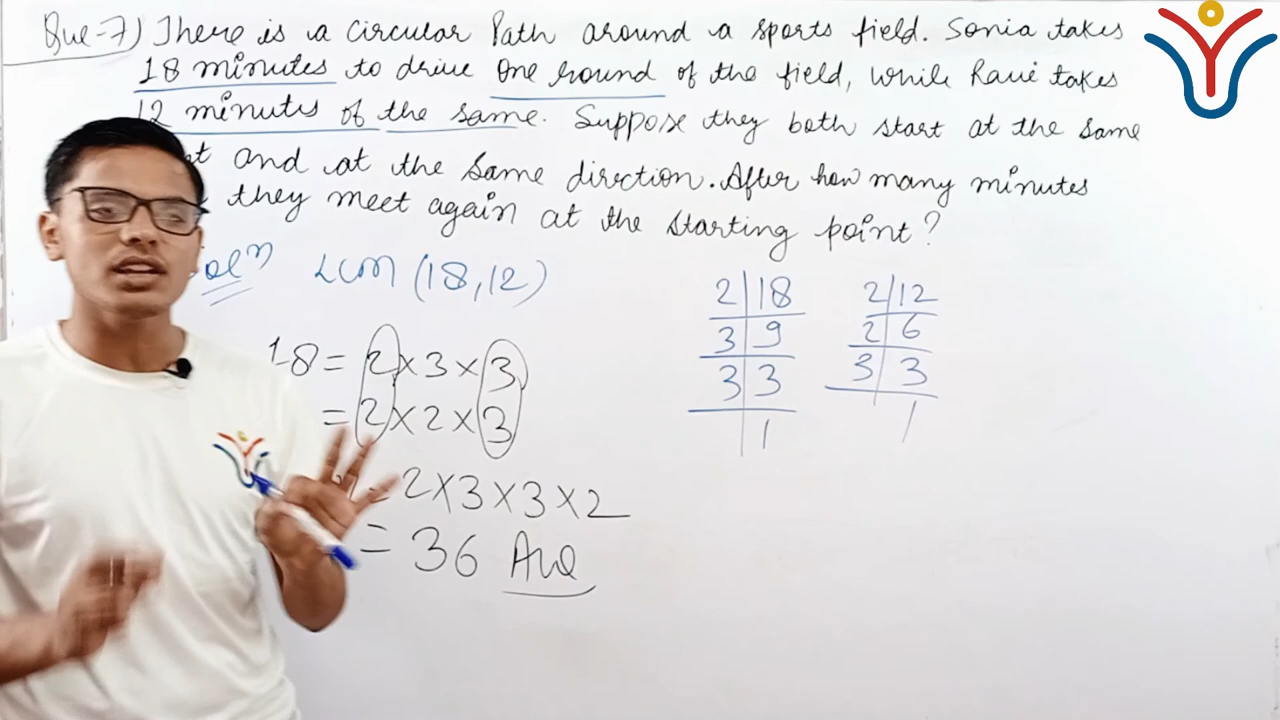 Que-7) There is a Circular Path around a sports field. Sonia takes
18 minutes to drive One round of the field, while Ravi takes
12 minutes of the same. Suppose they both start at the same
and at the same direction. After how many minutes
they meet again at the starting point?
Solⁿ LCM (18,12)
2 | 18
3 | 9
3 | 3
1
2 | 12
2 | 6
3 | 3
1
18 = 2 × 3 × 3
= 2 × 2 × 3
= 2 × 3 × 3 × 2
= 36 Ans